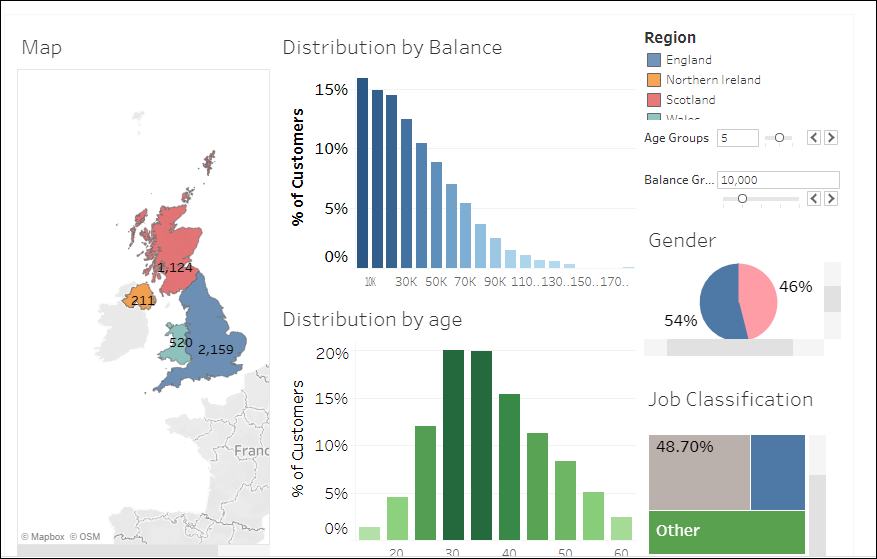 Map
1,124
211
520
2,159
Franc
© Mapbox © OSM
Distribution by Balance
% of Customers
15%
10%
5%
0%
10K 30K 50K 70K 90K 110.. 130.. 150.. 170..
Distribution by age
% of Customers
20%
15%
10%
5%
0%
20 30 40 50 60
Region
England
Northern Ireland
Scotland
Wales
Age Groups 5
Balance Gr... 10,000
Gender
46%
54%
Job Classification
48.70%
Other